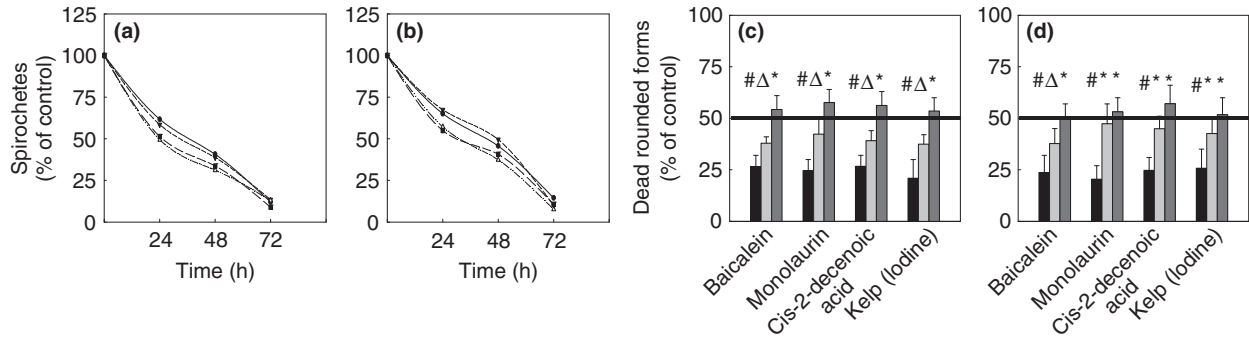 (a)
Spirochetes
(% of control)
125
100
75
50
25
0
24 48 72
Time (h)
(b)
125
100
75
50
25
0
24 48 72
Time (h)
(c)
Dead rounded forms
(% of control)
100
75
50
25
0
#Δ* #Δ* #Δ* #Δ*
Baicalein
Monolaurin
Cis-2-decenoic
acid
Kelp (Iodine)
(d)
100
75
50
25
0
#Δ* #** #** #**
Baicalein
Monolaurin
Cis-2-decenoic
acid
Kelp (Iodine)